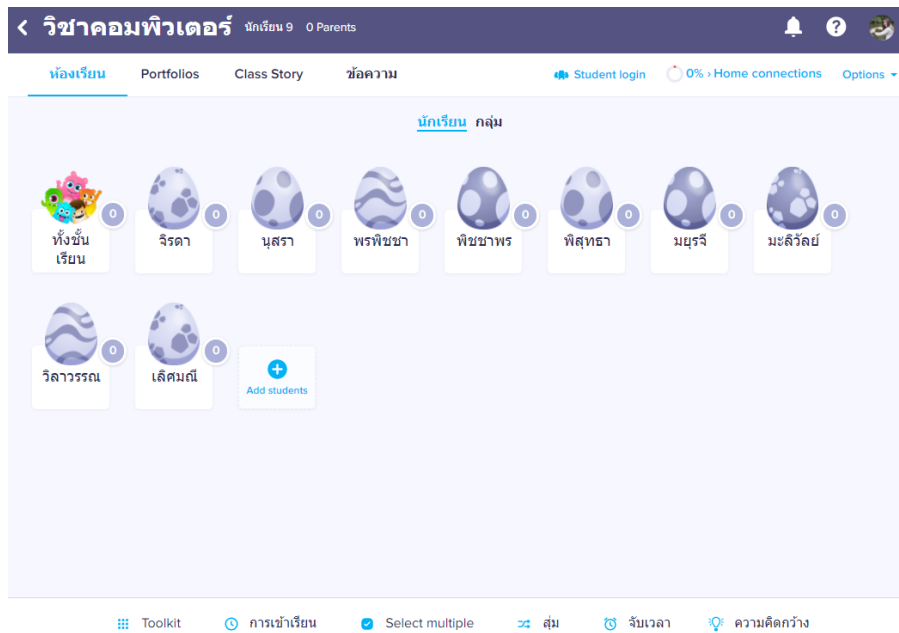 วิชาคอมพิวเตอร์ นักเรียน 9 0 Parents
ห้องเรียน Portfolios Class Story ข้อความ Student login 0% › Home connections Options
นักเรียน กลุ่ม
0 0 0 0 0 0 0 0
ทั้งชั้นเรียน จิรดา นุสรา พรพิชชา พิชชาพร พิสุทธา มยุรจี มะลิวัลย์
0 0
วิลาวรรณ เลิศมณี Add students
Toolkit การเข้าเรียน Select multiple สุ่ม จับเวลา ความคิดกว้าง